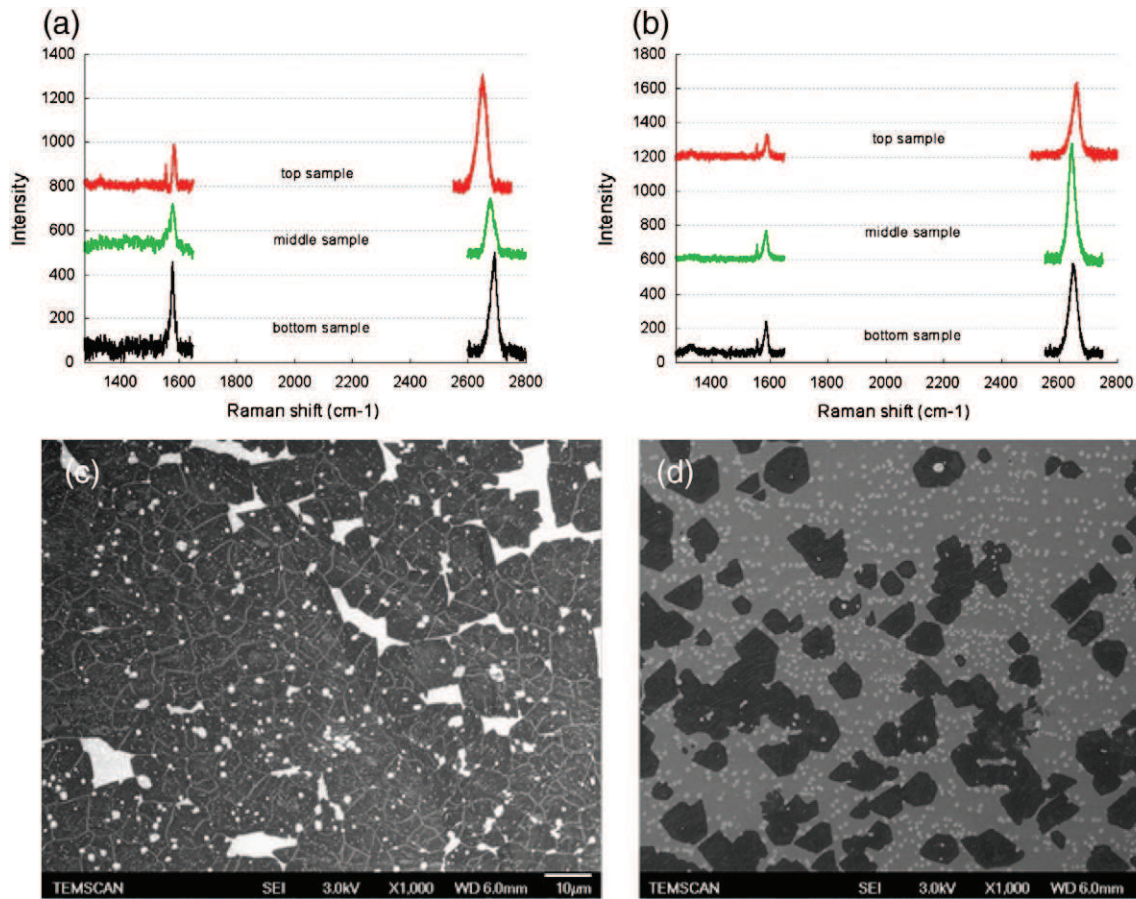 (a)
1400
1200
1000
800
600
400
200
0
Intensity
top sample
middle sample
bottom sample
1400 1600 1800 2000 2200 2400 2600 2800
Raman shift (cm-1)
(b)
1800
1600
1400
1200
1000
800
600
400
200
0
Intensity
top sample
middle sample
bottom sample
1400 1600 1800 2000 2200 2400 2600 2800
Raman shift (cm-1)
(c)
TEMSCAN SEI 3.0kV X1,000 WD 6.0mm 10μm
(d)
TEMSCAN SEI 3.0kV X1,000 WD 6.0mm